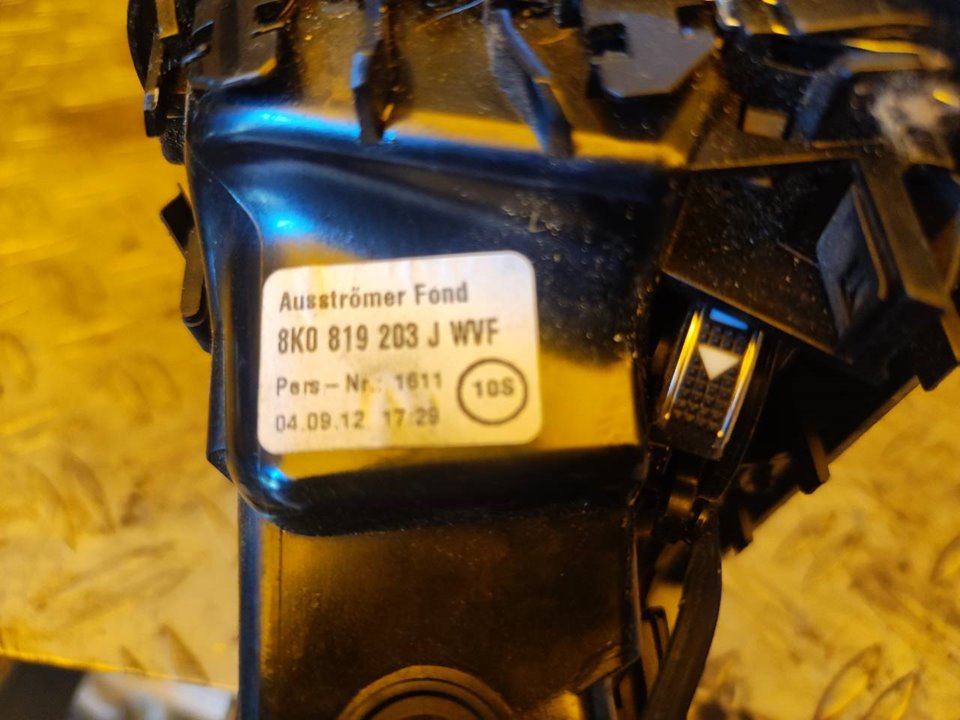 Ausströmer Fond
8K0 819 203 J WVF
Pers-Nr.: 1611
10S
04.09.12 17:29